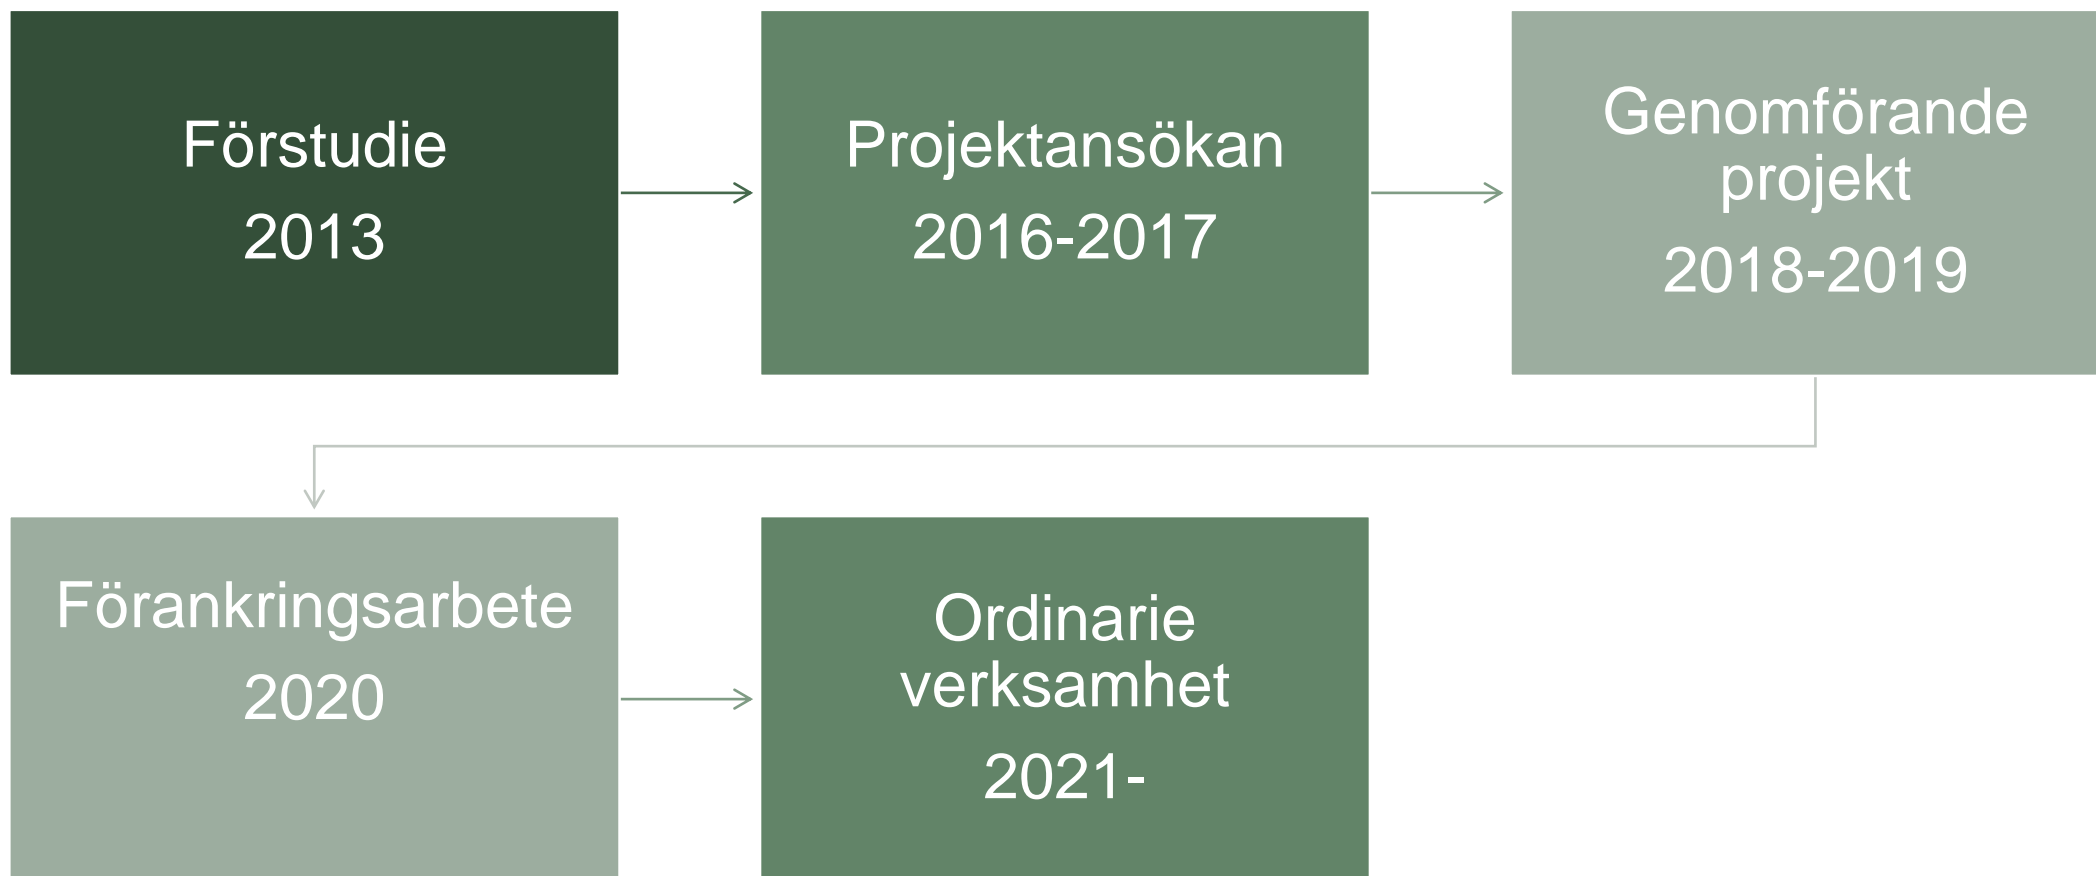 Förstudie
2013
Projektansökan
2016-2017
Genomförande
projekt
2018-2019
Förankringsarbete
2020
Ordinarie
verksamhet
2021-